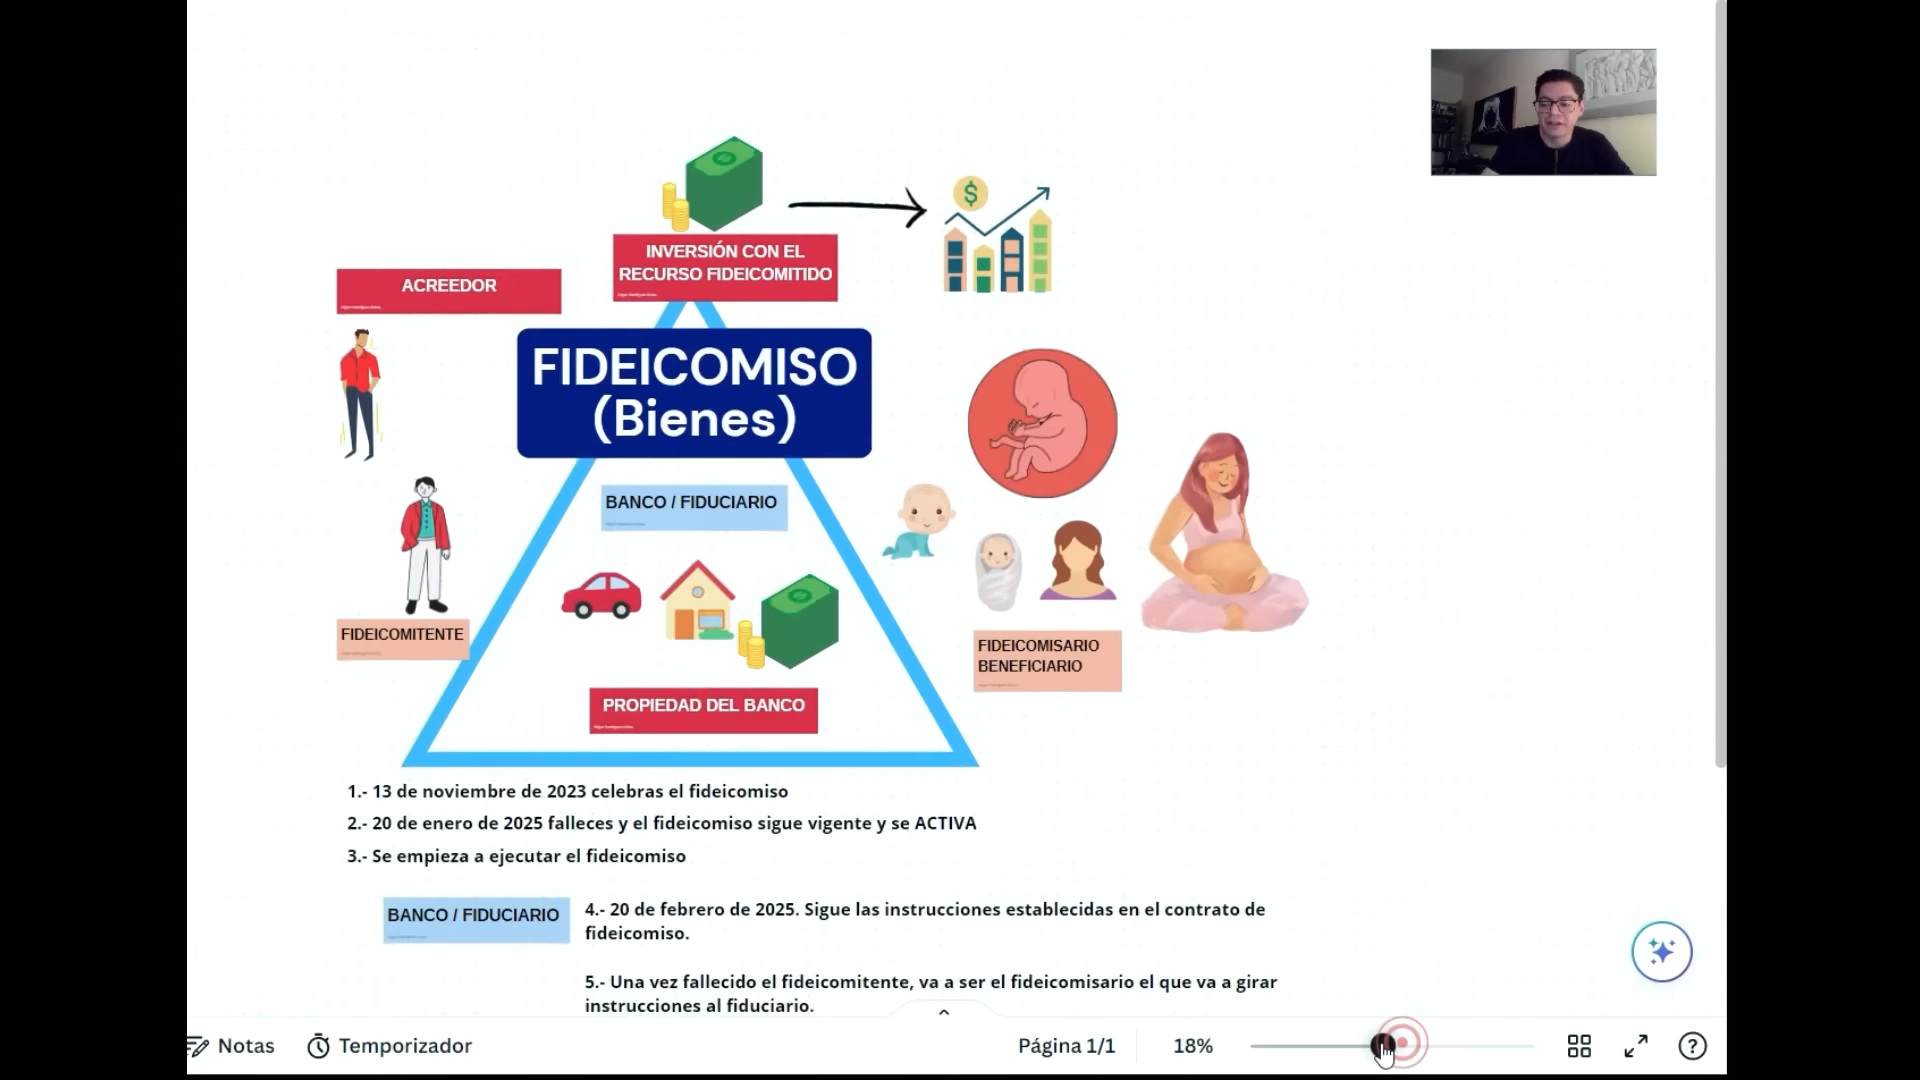 INVERSIÓN CON EL
RECURSO FIDEICOMITIDO
ACREEDOR
FIDEICOMISO
(Bienes)
BANCO / FIDUCIARIO
FIDEICOMITENTE
FIDEICOMISARIO
BENEFICIARIO
PROPIEDAD DEL BANCO
1.- 13 de noviembre de 2023 celebras el fideicomiso
2.- 20 de enero de 2025 falleces y el fideicomiso sigue vigente y se ACTIVA
3.- Se empieza a ejecutar el fideicomiso
BANCO / FIDUCIARIO
4.- 20 de febrero de 2025. Sigue las instrucciones establecidas en el contrato de
fideicomiso.
5.- Una vez fallecido el fideicomitente, va a ser el fideicomisario el que va a girar
instrucciones al fiduciario.
Notas
Temporizador
Página 1/1
18%